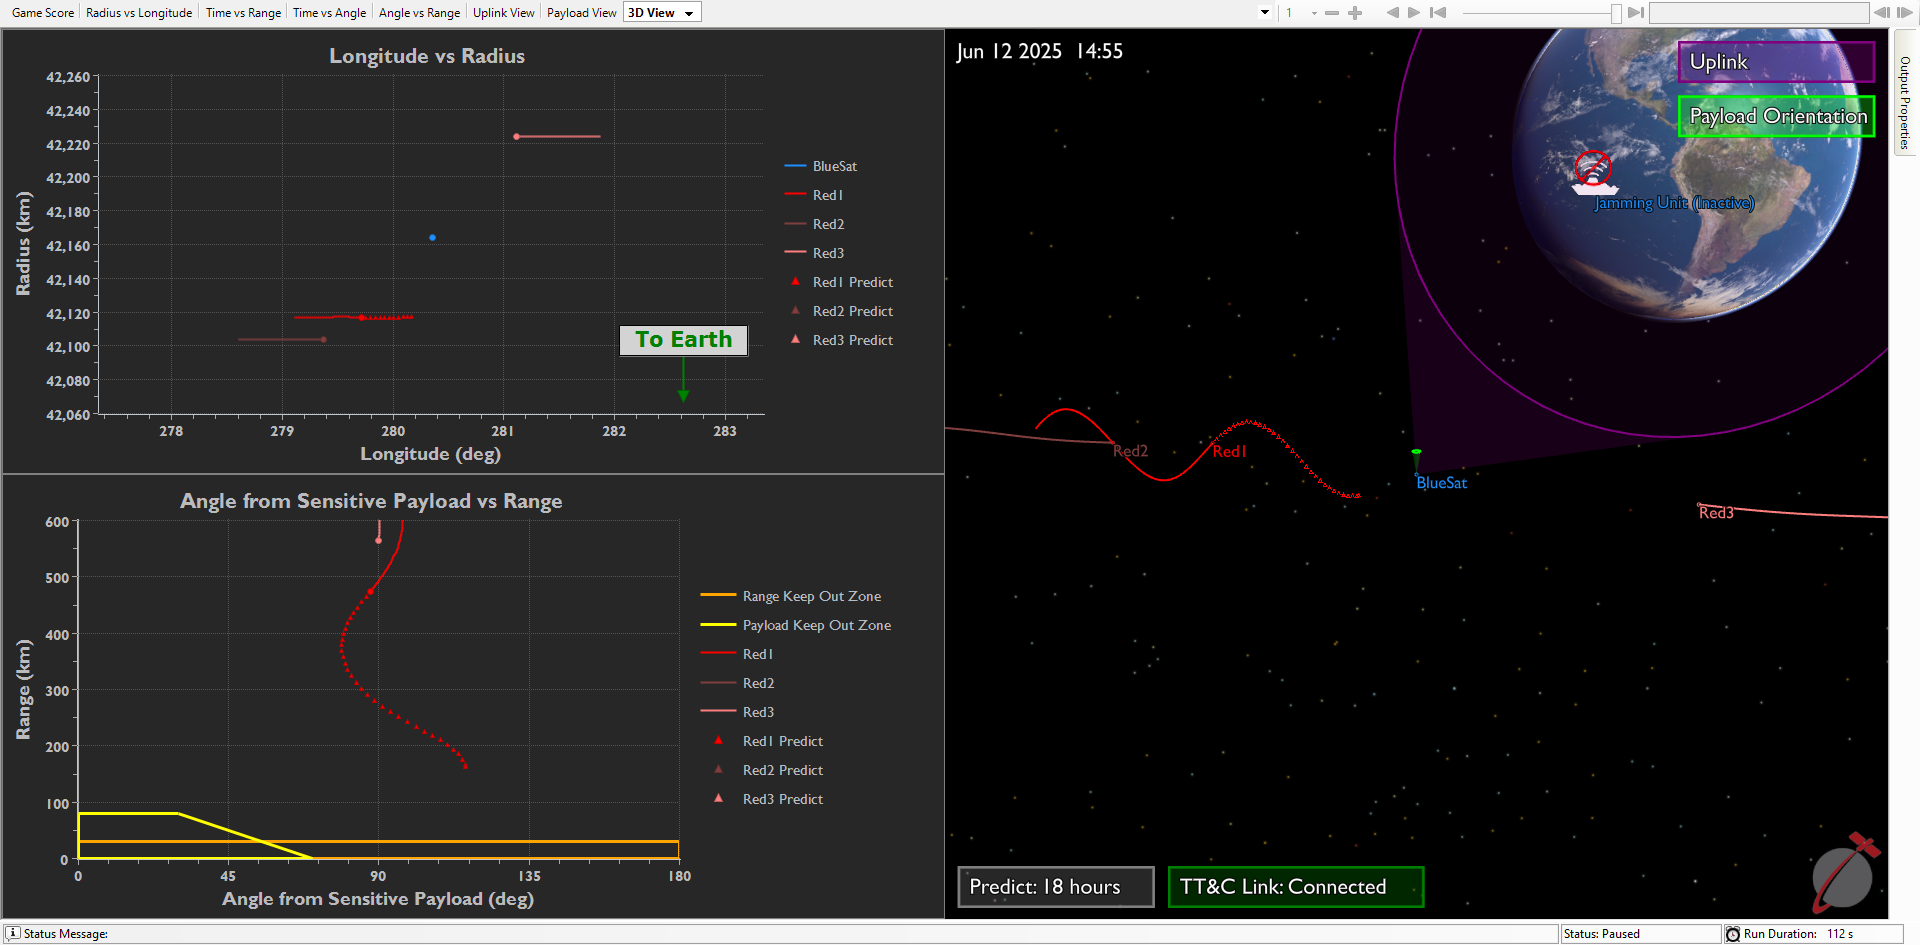 Game Score
Radius vs Longitude
Time vs Range
Time vs Angle
Angle vs Range
Uplink View
Payload View
3D View
1
Longitude vs Radius
42,260
42,240
42,220
42,200
42,180
42,160
42,140
42,120
42,100
42,080
42,060
Radius (km)
278
279
280
281
282
283
Longitude (deg)
To Earth
BlueSat
Red1
Red2
Red3
Red1 Predict
Red2 Predict
Red3 Predict
Angle from Sensitive Payload vs Range
600
500
400
300
200
100
0
Range (km)
0
45
90
135
180
Angle from Sensitive Payload (deg)
Range Keep Out Zone
Payload Keep Out Zone
Red1
Red2
Red3
Red1 Predict
Red2 Predict
Red3 Predict
Jun 12 2025 14:55
Uplink
Payload Orientation
Jamming Unit (Inactive)
Red2
Red1
BlueSat
Red3
Predict: 18 hours
TT&C Link: Connected
Output Properties
Status Message:
Status: Paused
Run Duration: 112 s